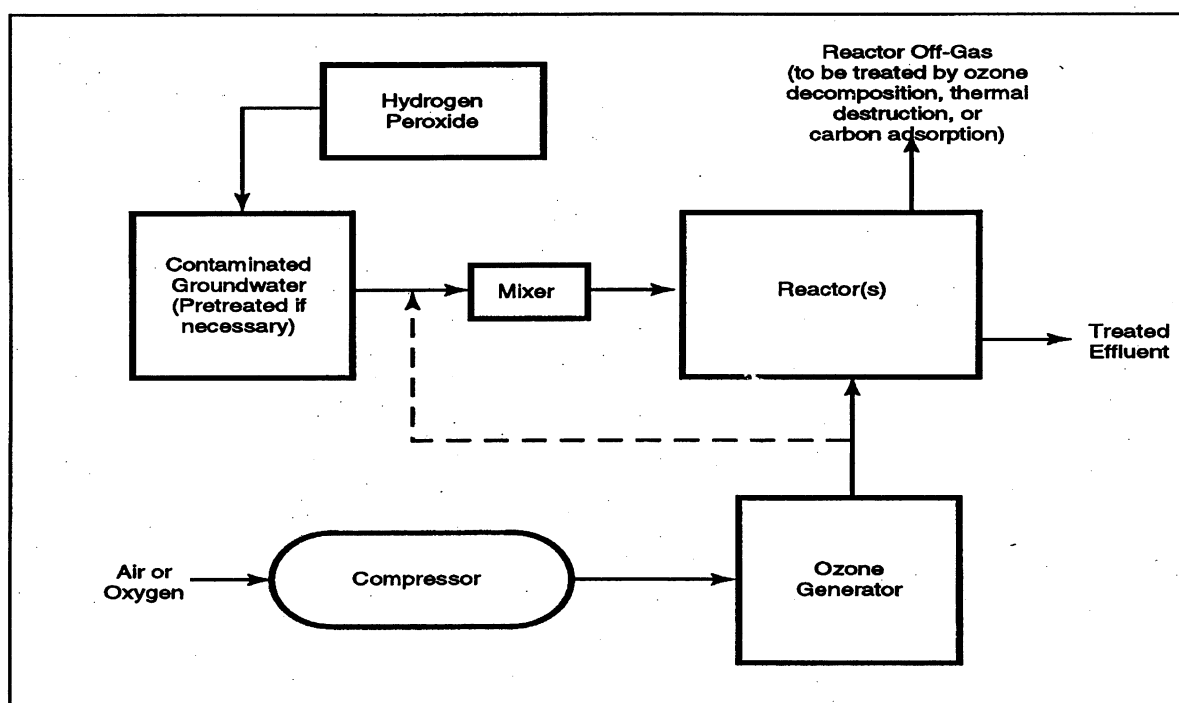 Reactor Off-Gas
(to be treated by ozone
decomposition, thermal
destruction, or
carbon adsorption)
Hydrogen
Peroxide
Contaminated
Groundwater
(Pretreated if
necessary)
Mixer
Reactor(s)
Treated
Effluent
Air or
Oxygen
Compressor
Ozone
Generator